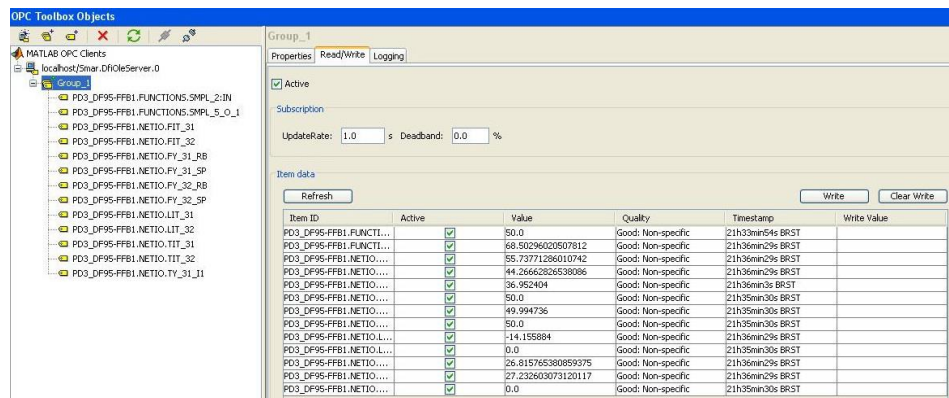 OPC Toolbox Objects
MATLAB OPC Clients
localhost/Smar.DfiOleServer.0
Group_1
PD3_DF95-FFB1.FUNCTIONS.SMPL_2:IN
PD3_DF95-FFB1.FUNCTIONS.SMPL_5_O_1
PD3_DF95-FFB1.NETIO.FIT_31
PD3_DF95-FFB1.NETIO.FIT_32
PD3_DF95-FFB1.NETIO.FY_31_RB
PD3_DF95-FFB1.NETIO.FY_31_SP
PD3_DF95-FFB1.NETIO.FY_32_RB
PD3_DF95-FFB1.NETIO.FY_32_SP
PD3_DF95-FFB1.NETIO.LIT_31
PD3_DF95-FFB1.NETIO.LIT_32
PD3_DF95-FFB1.NETIO.TIT_31
PD3_DF95-FFB1.NETIO.TIT_32
PD3_DF95-FFB1.NETIO.TY_31_I1
Group_1
Properties Read/Write Logging
Active
Subscription
UpdateRate: 1.0 s Deadband: 0.0 %
Item data
Refresh Write Clear Write
Item ID Active Value Quality Timestamp Write Value
PD3_DF95-FFB1.FUNCTI... 50.0 Good: Non-specific 21h33min54s BRST
PD3_DF95-FFB1.FUNCTI... 68.50296020507812 Good: Non-specific 21h36min29s BRST
PD3_DF95-FFB1.NETIO.... 55.73771286010742 Good: Non-specific 21h36min29s BRST
PD3_DF95-FFB1.NETIO.... 44.26662826538086 Good: Non-specific 21h36min29s BRST
PD3_DF95-FFB1.NETIO.... 36.952404 Good: Non-specific 21h36min3s BRST
PD3_DF95-FFB1.NETIO.... 50.0 Good: Non-specific 21h35min30s BRST
PD3_DF95-FFB1.NETIO.... 49.994736 Good: Non-specific 21h35min30s BRST
PD3_DF95-FFB1.NETIO.... 50.0 Good: Non-specific 21h35min30s BRST
PD3_DF95-FFB1.NETIO.L... -14.155884 Good: Non-specific 21h36min29s BRST
PD3_DF95-FFB1.NETIO.L... 0.0 Good: Non-specific 21h35min30s BRST
PD3_DF95-FFB1.NETIO.... 26.815765380859375 Good: Non-specific 21h36min29s BRST
PD3_DF95-FFB1.NETIO.... 27.232603073120117 Good: Non-specific 21h36min29s BRST
PD3_DF95-FFB1.NETIO.... 0.0 Good: Non-specific 21h35min30s BRST